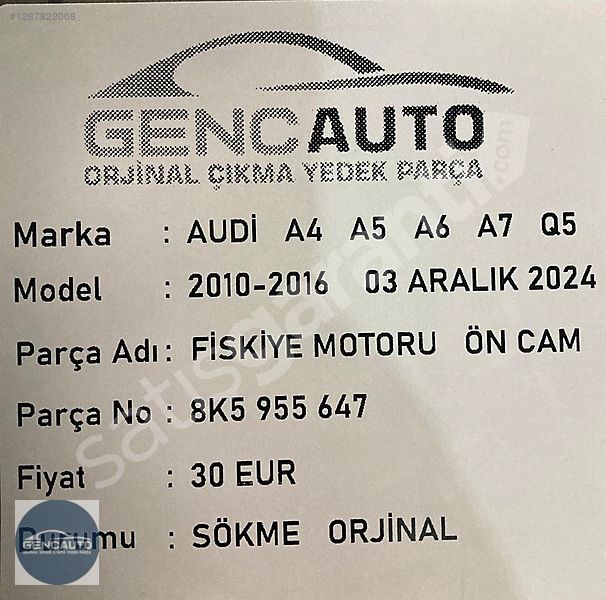 #1287822068
GENCAUTO
ORJİNAL ÇIKMA YEDEK PARÇA
Marka : AUDİ A4 A5 A6 A7 Q5
Model : 2010-2016 03 ARALIK 2024
Parça Adı : FİSKİYE MOTORU ÖN CAM
Parça No : 8K5 955 647
Fiyat : 30 EUR
Durumu : SÖKME ORJİNAL
satisgaranti.com
GENCAUTO